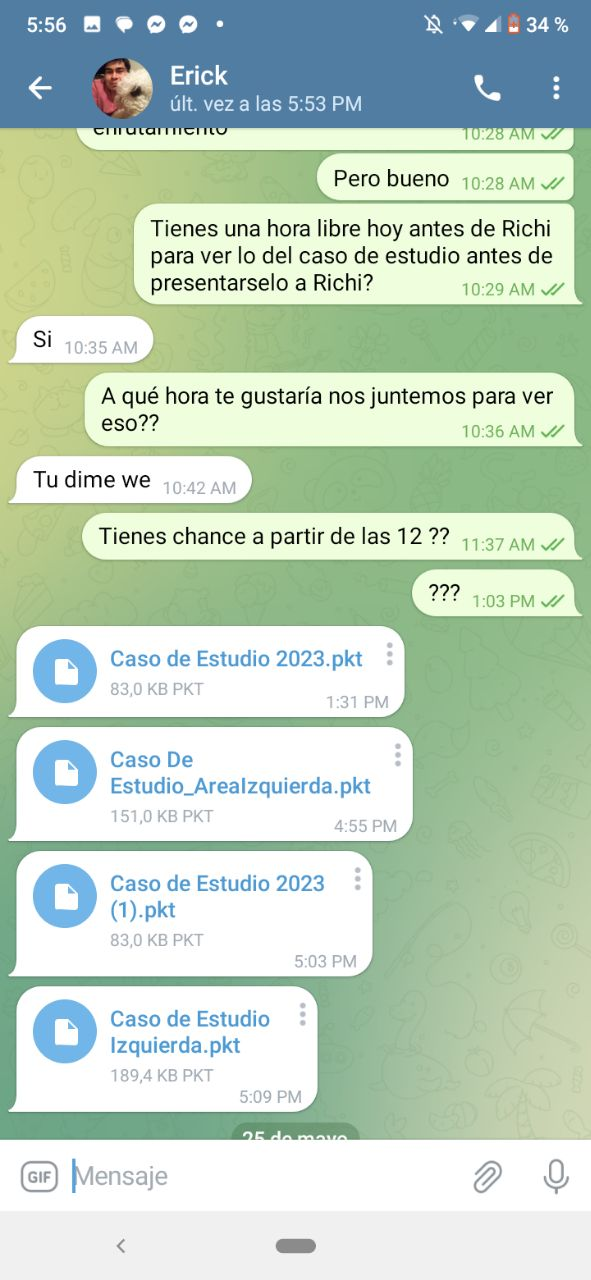 5:56
34 %
Erick
últ. vez a las 5:53 PM
enrutamiento
10:28 AM
Pero bueno 10:28 AM
Tienes una hora libre hoy antes de Richi
para ver lo del caso de estudio antes de
presentarselo a Richi?
10:29 AM
Si 10:35 AM
A qué hora te gustaría nos juntemos para ver
eso??
10:36 AM
Tu dime we 10:42 AM
Tienes chance a partir de las 12 ?? 11:37 AM
??? 1:03 PM
Caso de Estudio 2023.pkt
83,0 KB PKT
1:31 PM
Caso De
Estudio_AreaIzquierda.pkt
151,0 KB PKT
4:55 PM
Caso de Estudio 2023
(1).pkt
83,0 KB PKT
5:03 PM
Caso de Estudio
Izquierda.pkt
189,4 KB PKT
5:09 PM
25 de mayo
GIF
Mensaje